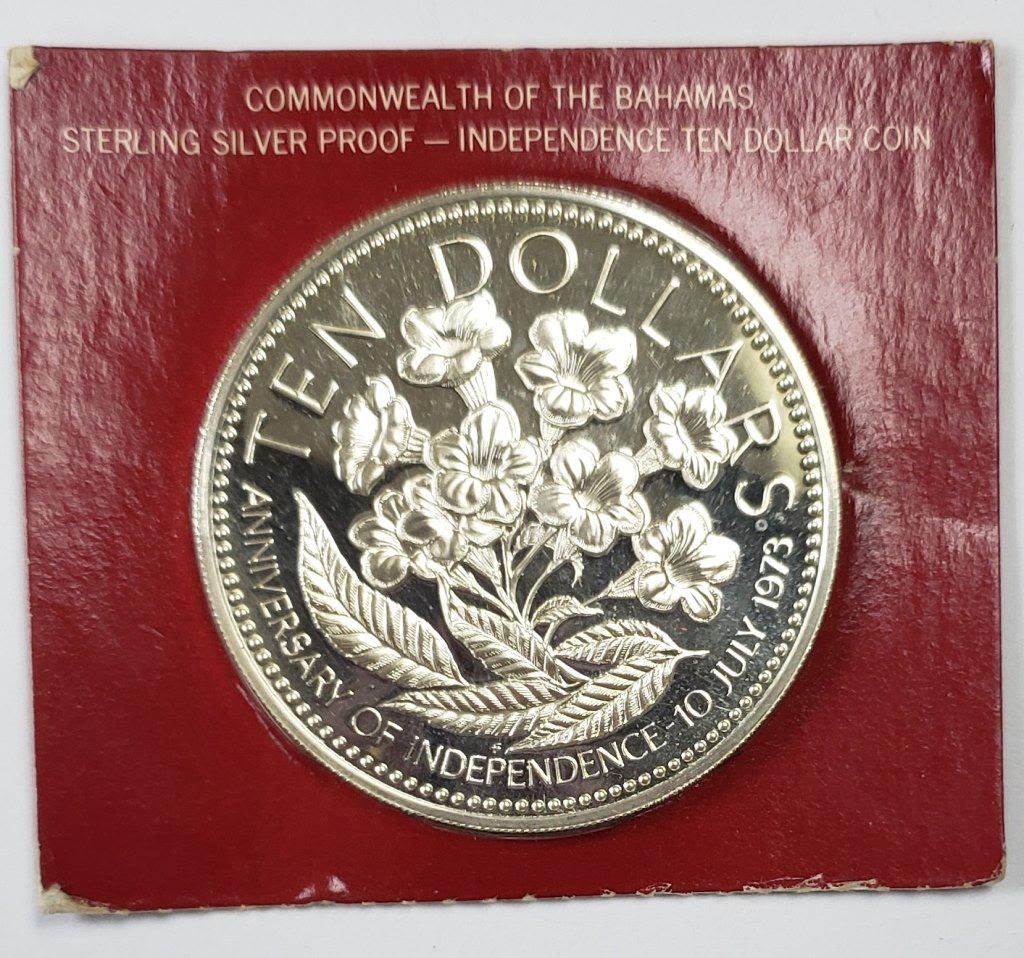 COMMONWEALTH OF THE BAHAMAS
STERLING SILVER PROOF — INDEPENDENCE TEN DOLLAR COIN
TEN DOLLARS
ANNIVERSARY OF INDEPENDENCE 10 JULY 1973